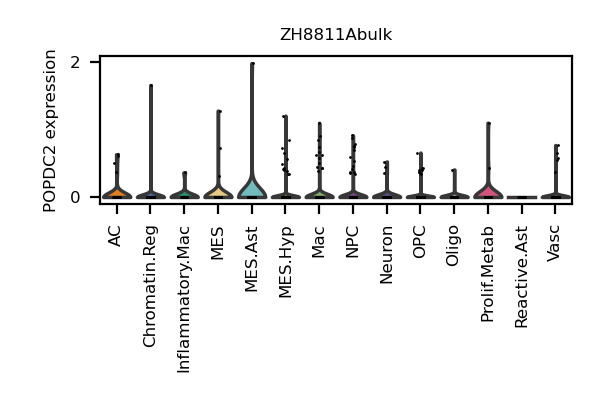 ZH8811Abulk
POPDC2 expression
2
0
AC
Chromatin.Reg
Inflammatory.Mac
MES
MES.Ast
MES.Hyp
Mac
NPC
Neuron
OPC
Oligo
Prolif.Metab
Reactive.Ast
Vasc